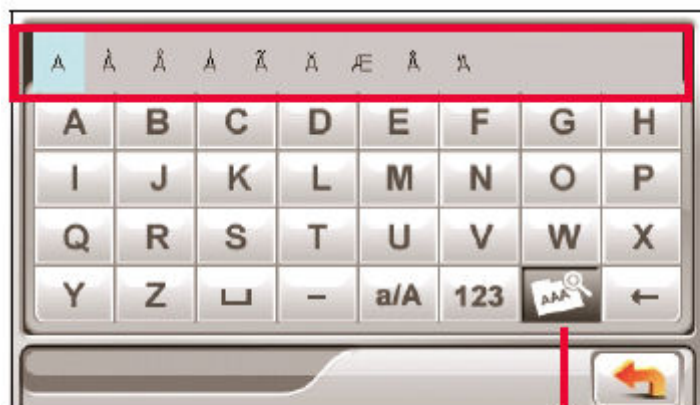 A À Â Á Ã Ä Æ Å
A B C D E F G H
I J K L M N O P
Q R S T U V W X
Y Z ␣ – a/A 123 AAA ←